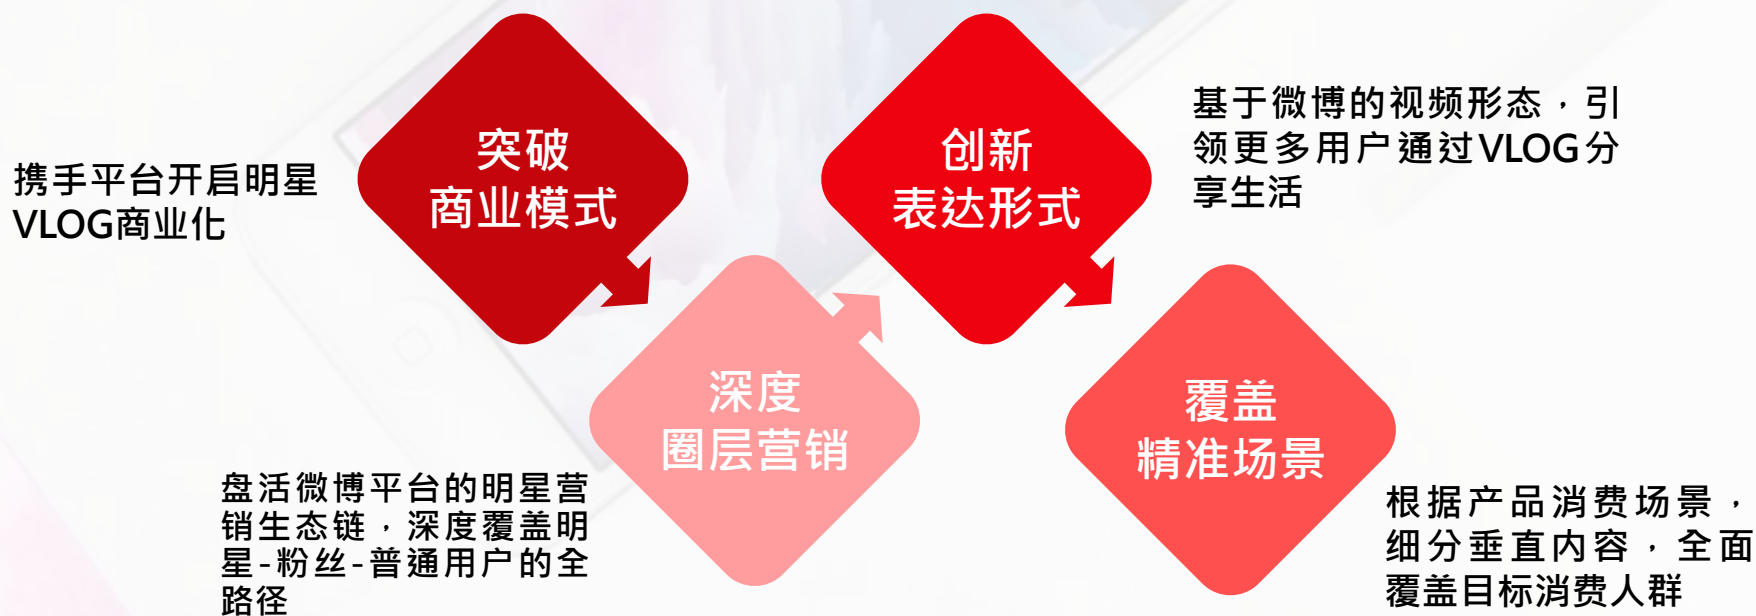 突破
商业模式
携手平台开启明星
VLOG商业化
深度
圈层营销
盘活微博平台的明星营
销生态链，深度覆盖明
星-粉丝-普通用户的全
路径
创新
表达形式
基于微博的视频形态，引
领更多用户通过VLOG分
享生活
覆盖
精准场景
根据产品消费场景，
细分垂直内容，全面
覆盖目标消费人群